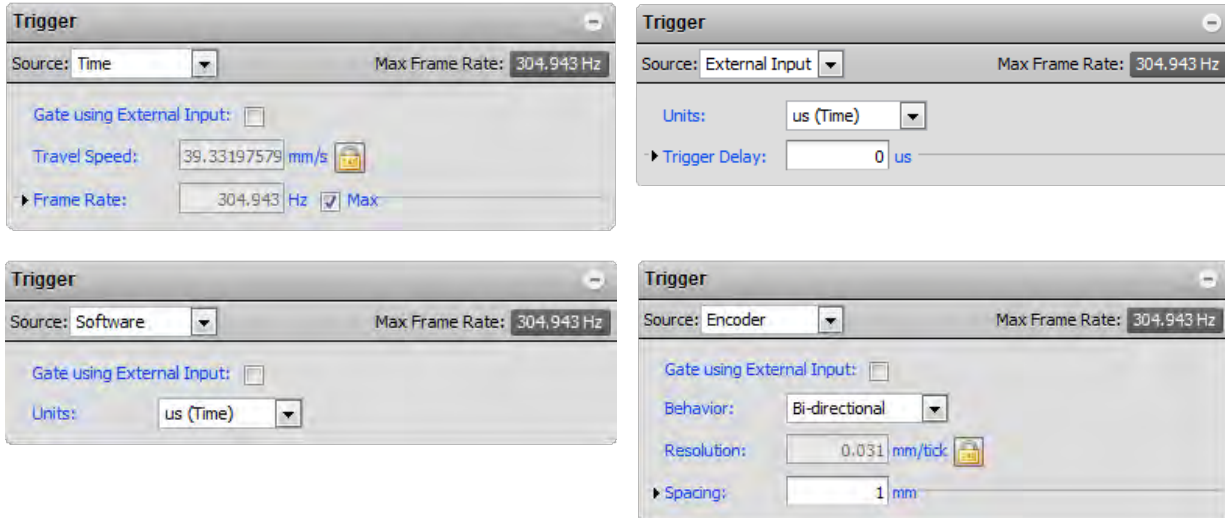 Trigger
Source: Time Max Frame Rate: 304.943 Hz
Gate using External Input:
Travel Speed: 39.33197579 mm/s
Frame Rate: 304.943 Hz Max
Trigger
Source: External Input Max Frame Rate: 304.943 Hz
Units: us (Time)
Trigger Delay: 0 us
Trigger
Source: Software Max Frame Rate: 304.943 Hz
Gate using External Input:
Units: us (Time)
Trigger
Source: Encoder Max Frame Rate: 304.943 Hz
Gate using External Input:
Behavior: Bi-directional
Resolution: 0.031 mm/tick
Spacing: 1 mm